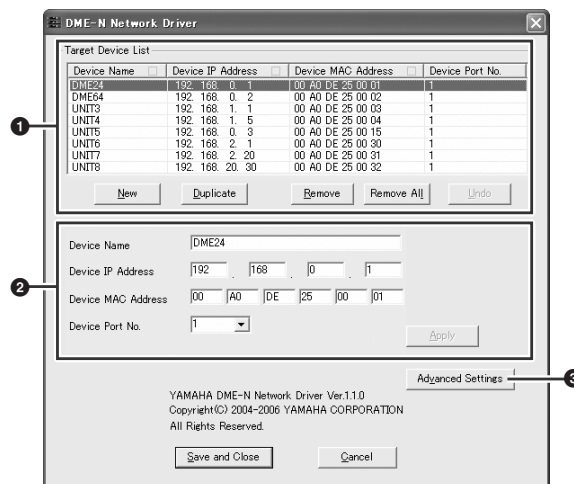 DME-N Network Driver
Target Device List
Device Name Device IP Address Device MAC Address Device Port No.
DME24 192. 168. 0. 1 00 A0 DE 25 00 01 1
DME64 192. 168. 0. 2 00 A0 DE 25 00 02 1
UNIT3 192. 168. 1. 1 00 A0 DE 25 00 03 1
UNIT4 192. 168. 1. 5 00 A0 DE 25 00 04 1
UNIT5 192. 168. 0. 3 00 A0 DE 25 00 15 1
UNIT6 192. 168. 2. 1 00 A0 DE 25 00 30 1
UNIT7 192. 168. 2. 20 00 A0 DE 25 00 31 1
UNIT8 192. 168. 20. 30 00 A0 DE 25 00 32 1
1
New Duplicate Remove Remove All Undo
Device Name DME24
Device IP Address 192 . 168 . 0 . 1
2
Device MAC Address 00 A0 DE 25 00 01
Device Port No. 1
Apply
Advanced Settings 3
YAMAHA DME-N Network Driver Ver.1.1.0
Copyright(C) 2004-2006 YAMAHA CORPORATION
All Rights Reserved.
Save and Close Cancel